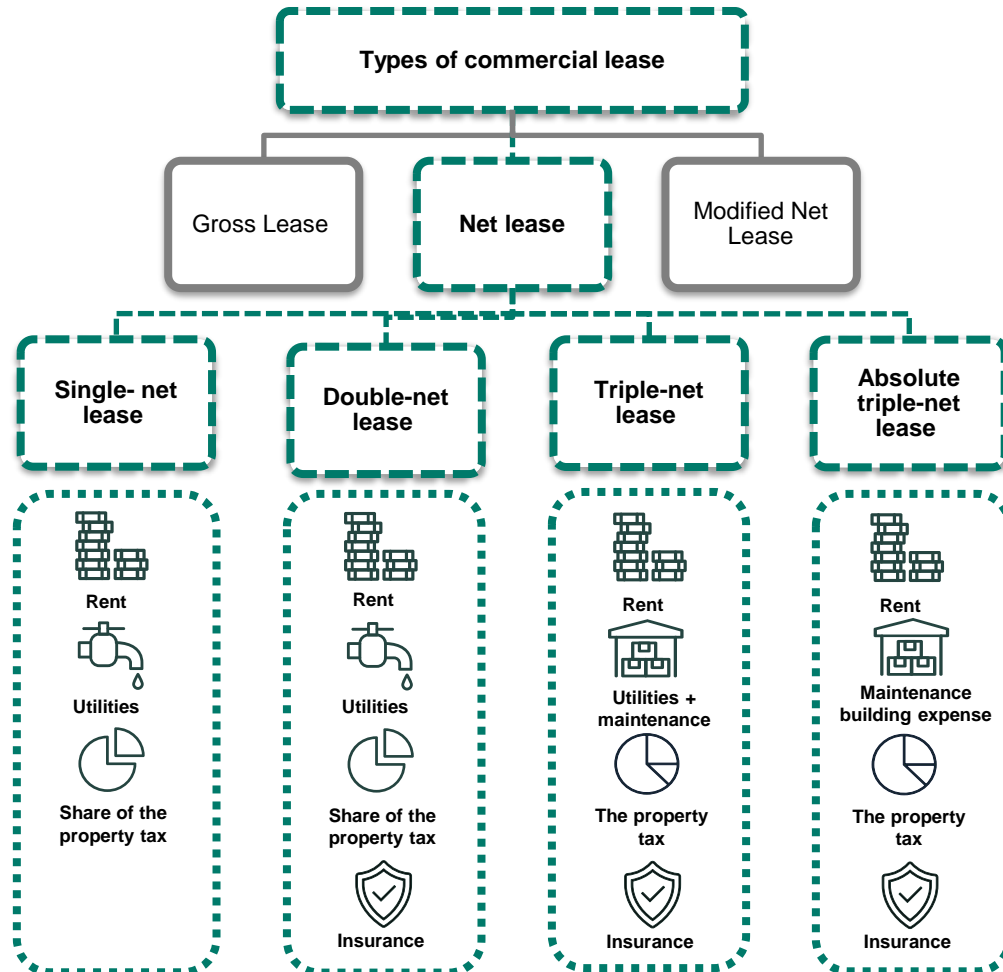 Types of commercial lease
Gross Lease
Net lease
Modified Net
Lease
Single- net
lease
Double-net
lease
Triple-net
lease
Absolute
triple-net
lease
Rent
Utilities
Share of the
property tax
Rent
Utilities
Share of the
property tax
Insurance
Rent
Utilities +
maintenance
The property
tax
Insurance
Rent
Maintenance
building expense
The property
tax
Insurance